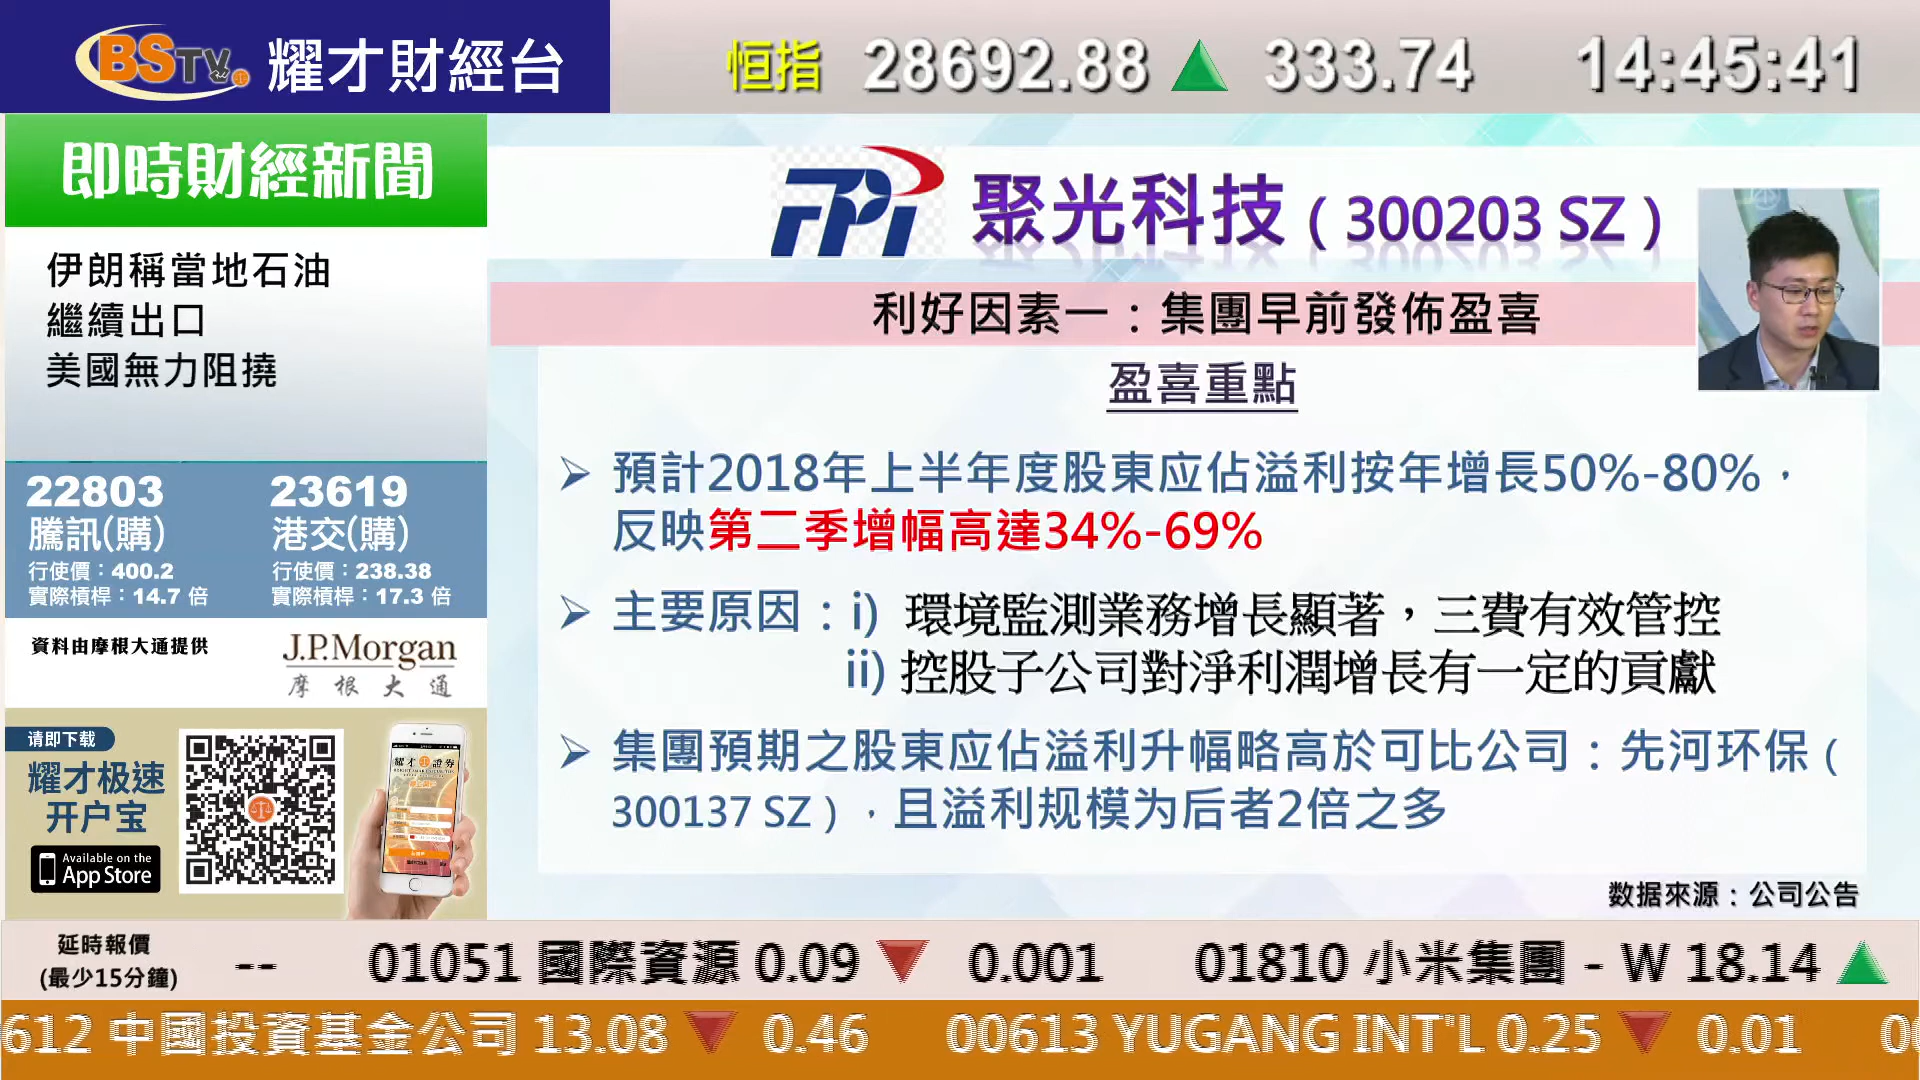 BSTV 耀才財經台
恒指 28692.88 ▲ 333.74 14:45:41
即時財經新聞
伊朗稱當地石油
繼續出口
美國無力阻撓
22803 23619
騰訊(購) 港交(購)
行使價：400.2 行使價：238.38
實際槓桿：14.7 倍 實際槓桿：17.3 倍
資料由摩根大通提供 J.P.Morgan
摩根大通
请即下载
耀才极速
开户宝
Available on the
App Store
耀才證券
FPI 聚光科技（300203 SZ）
利好因素一：集團早前發佈盈喜
盈喜重點
➢ 預計2018年上半年度股東应佔溢利按年增長50%-80%，
反映第二季增幅高達34%-69%
➢ 主要原因：i) 環境監測業務增長顯著，三費有效管控
ii) 控股子公司對淨利潤增長有一定的貢獻
➢ 集團預期之股東应佔溢利升幅略高於可比公司：先河环保（
300137 SZ），且溢利规模为后者2倍之多
数据來源：公司公告
延時報價
(最少15分鐘)
-- 01051 國際資源 0.09 ▼ 0.001 01810 小米集團 - W 18.14 ▲
612 中國投資基金公司 13.08 ▼ 0.46 00613 YUGANG INT'L 0.25 ▼ 0.01